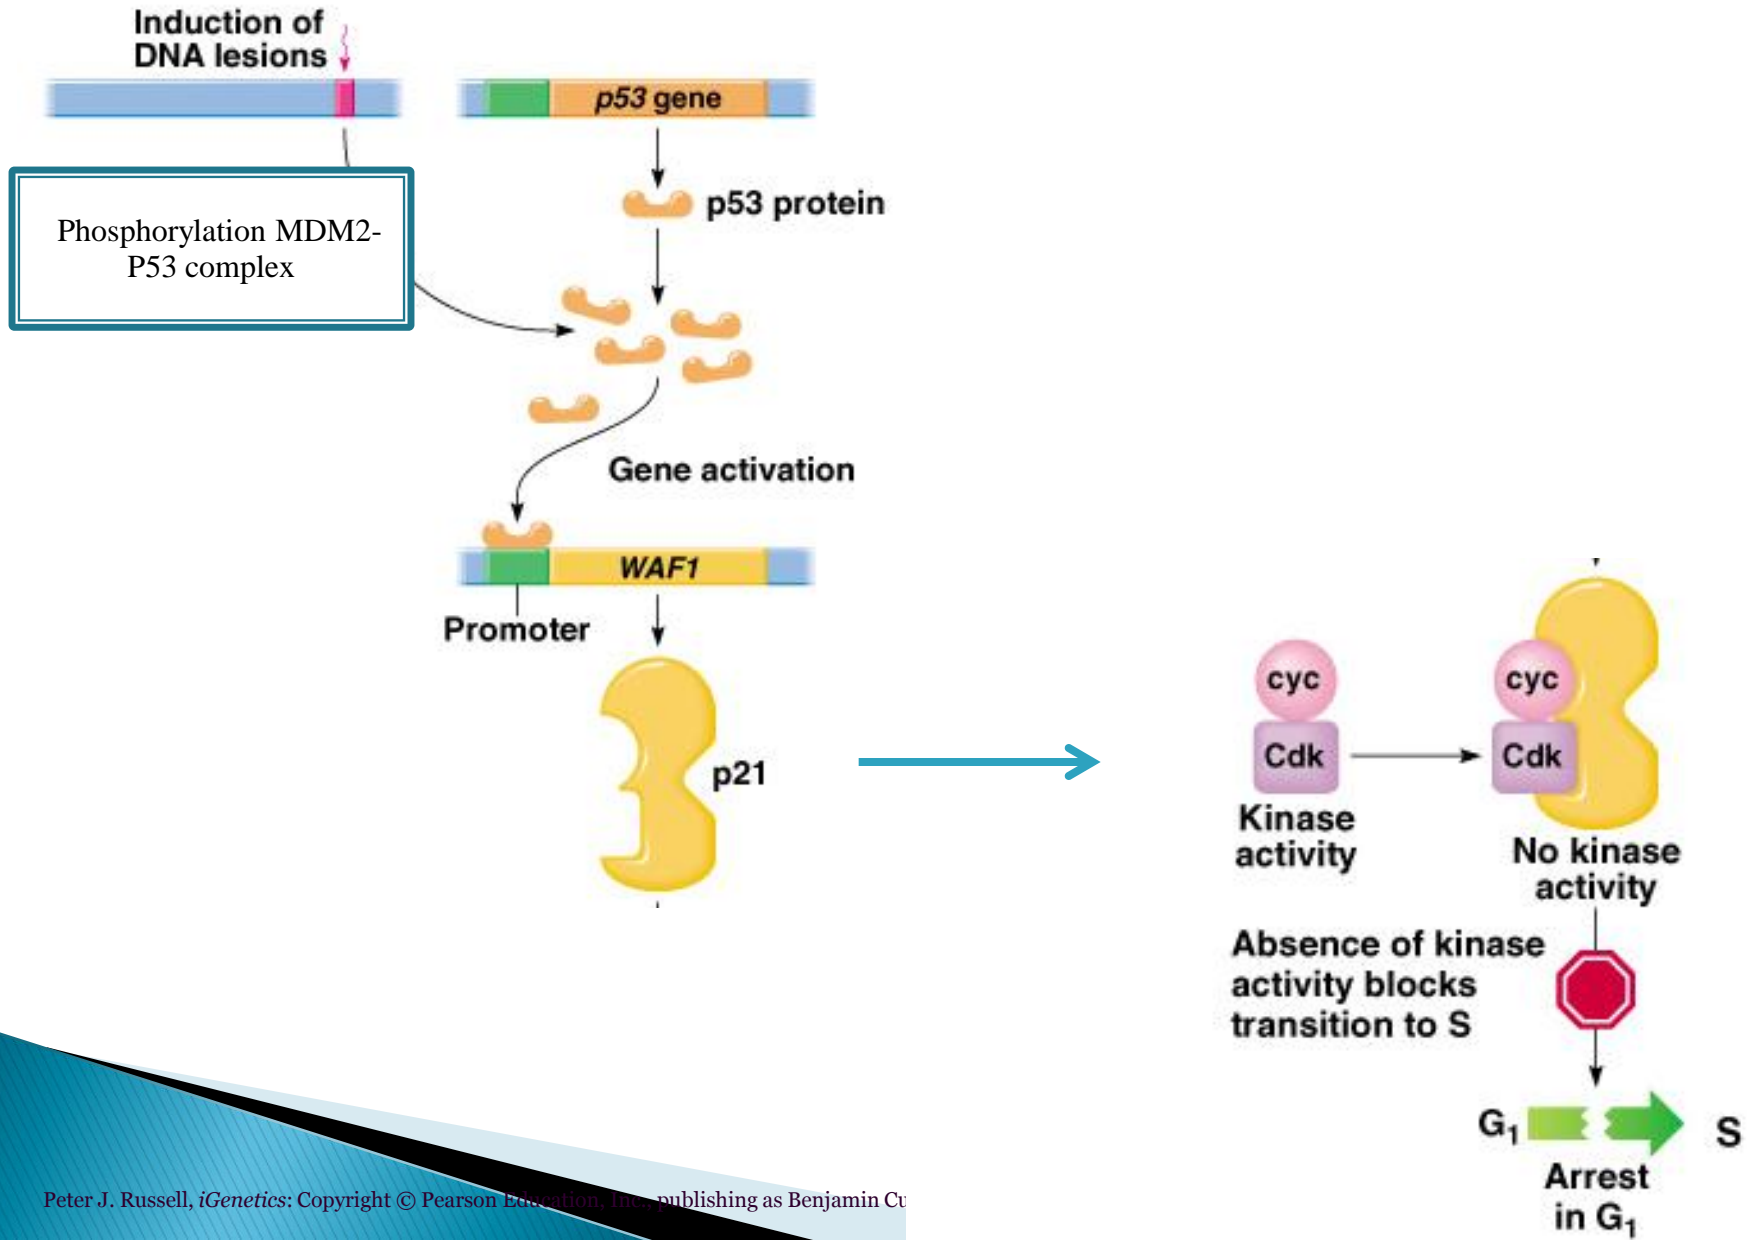 Induction of
DNA lesions
p53 gene
Phosphorylation MDM2-
P53 complex
p53 protein
Gene activation
WAF1
Promoter
p21
cyc
Cdk
Kinase
activity
cyc
Cdk
No kinase
activity
Absence of kinase
activity blocks
transition to S
G₁
S
Arrest
in G₁
Peter J. Russell, iGenetics: Copyright © Pearson Education, Inc., publishing as Benjamin Cu